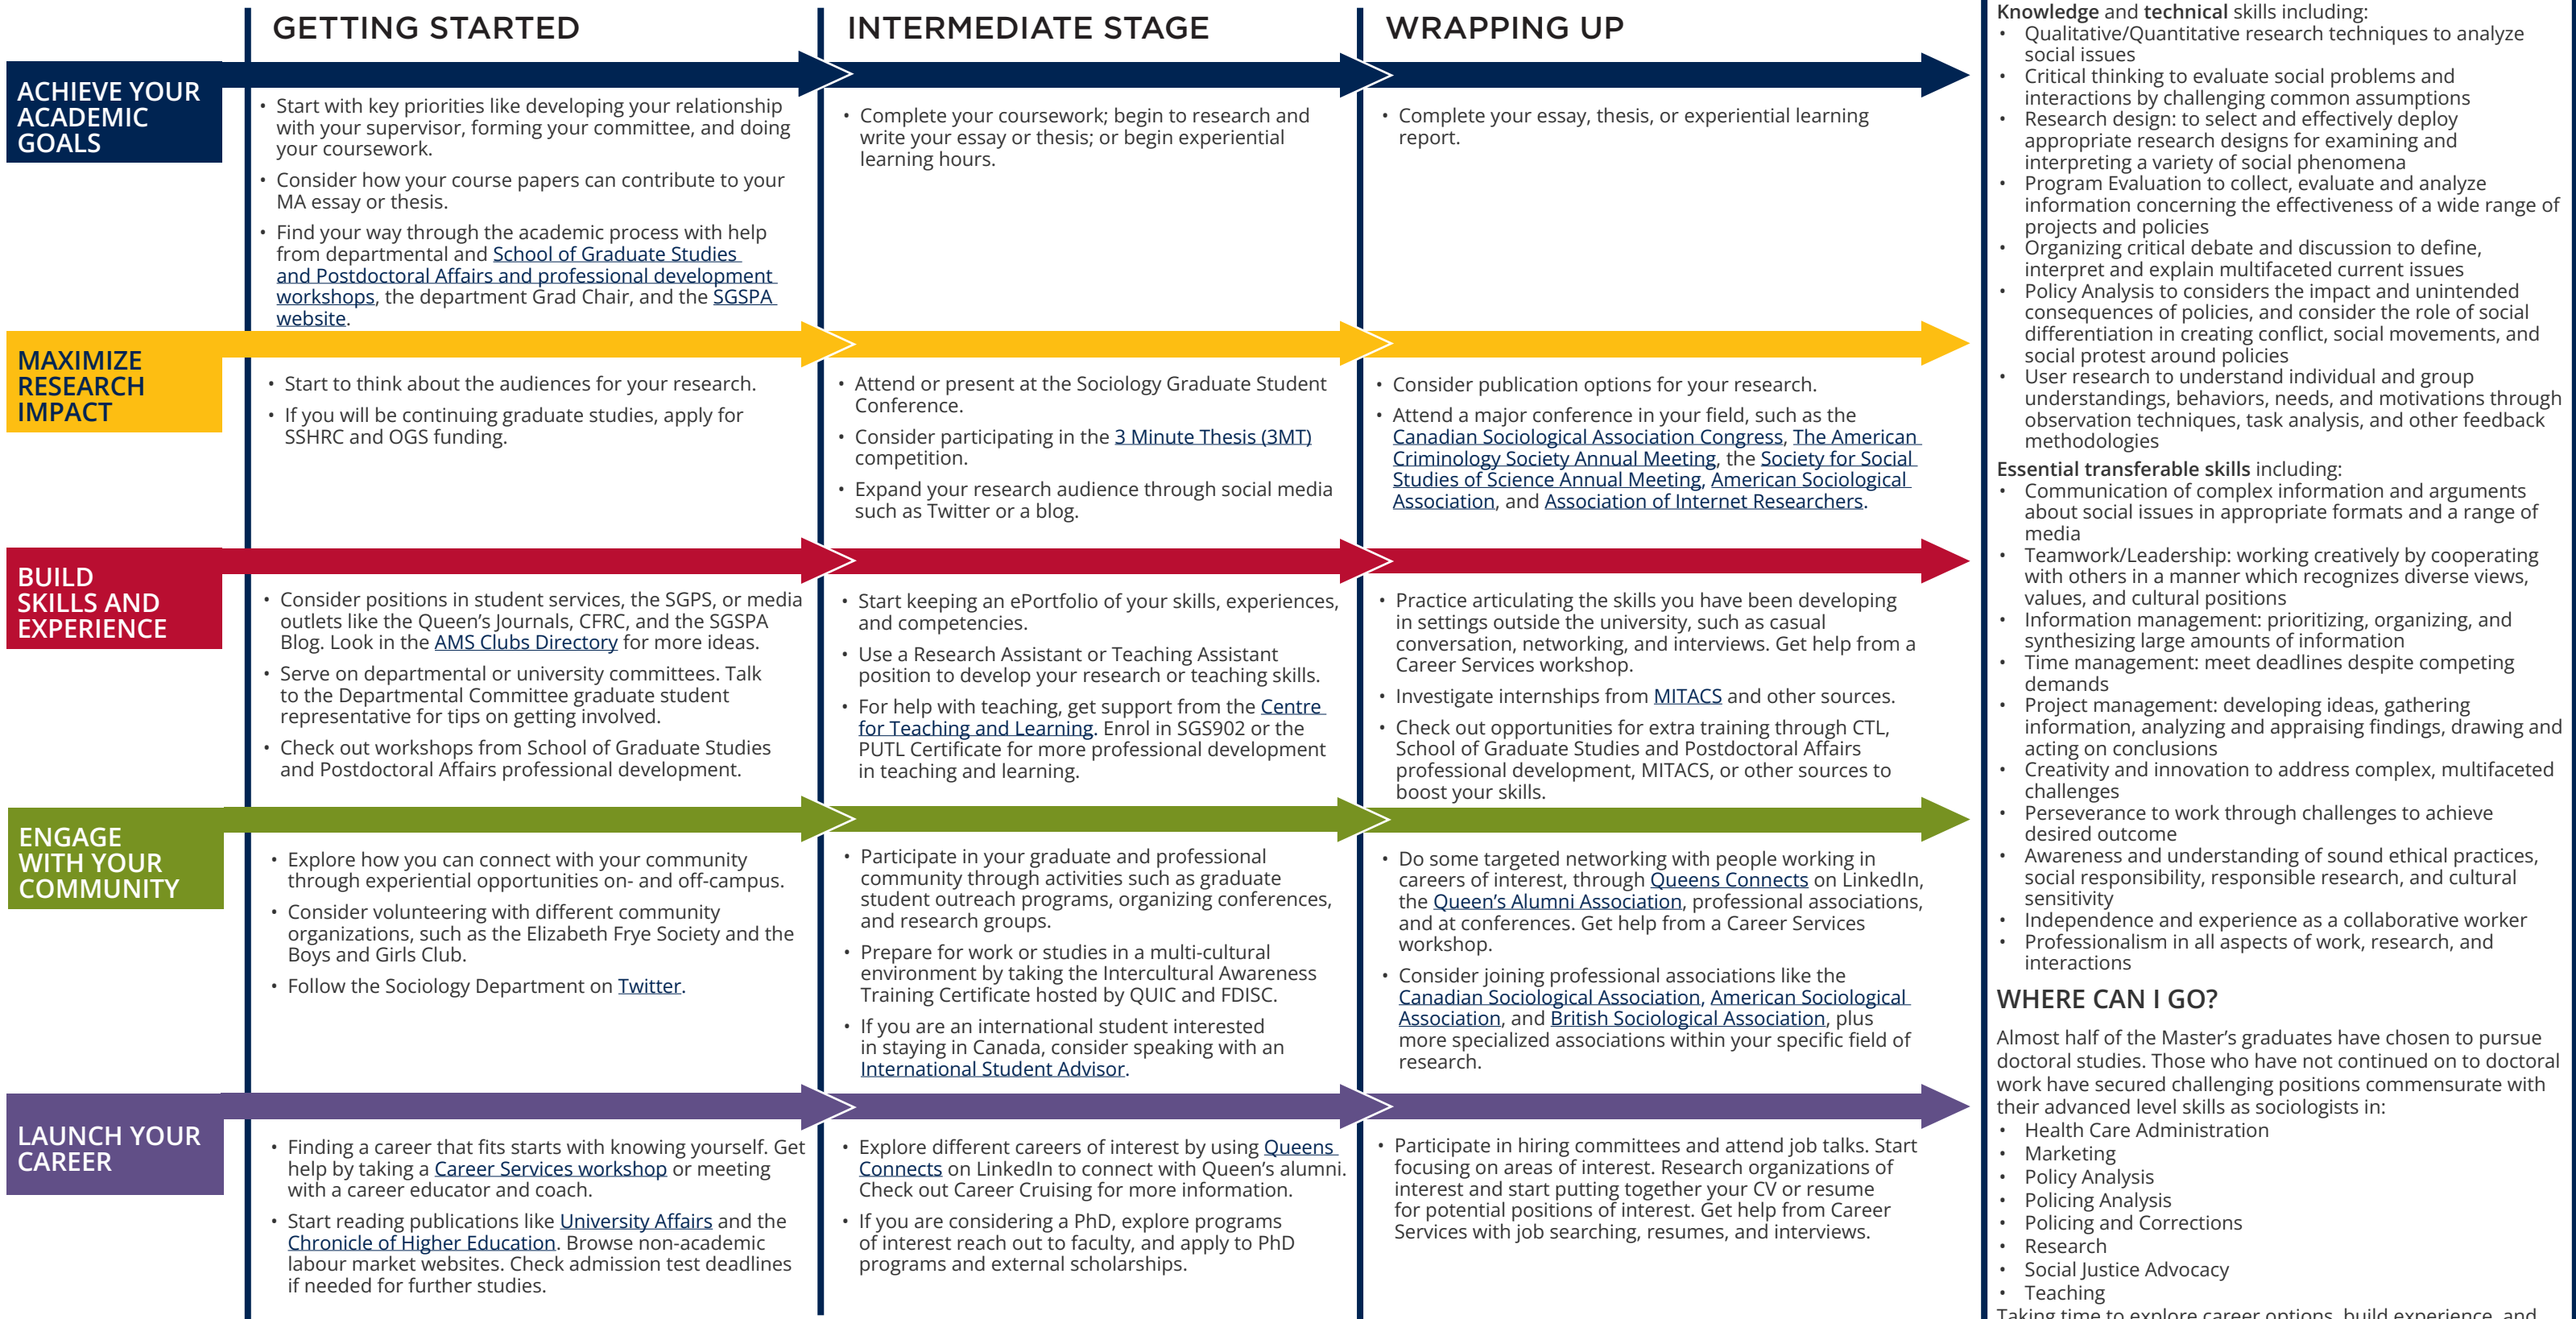 GETTING STARTED
INTERMEDIATE STAGE
WRAPPING UP
ACHIEVE YOUR
ACADEMIC
GOALS
• Start with key priorities like developing your relationship
with your supervisor, forming your committee, and doing
your coursework.
• Consider how your course papers can contribute to your
MA essay or thesis.
• Find your way through the academic process with help
from departmental and School of Graduate Studies
and Postdoctoral Affairs and professional development
workshops, the department Grad Chair, and the SGSPA
website.
• Complete your coursework; begin to research and
write your essay or thesis; or begin experiential
learning hours.
• Complete your essay, thesis, or experiential learning
report.
MAXIMIZE
RESEARCH
IMPACT
• Start to think about the audiences for your research.
• If you will be continuing graduate studies, apply for
SSHRC and OGS funding.
• Attend or present at the Sociology Graduate Student
Conference.
• Consider participating in the 3 Minute Thesis (3MT)
competition.
• Expand your research audience through social media
such as Twitter or a blog.
• Consider publication options for your research.
• Attend a major conference in your field, such as the
Canadian Sociological Association Congress, The American
Criminology Society Annual Meeting, the Society for Social
Studies of Science Annual Meeting, American Sociological
Association, and Association of Internet Researchers.
BUILD
SKILLS AND
EXPERIENCE
• Consider positions in student services, the SGPS, or media
outlets like the Queen's Journals, CFRC, and the SGSPA
Blog. Look in the AMS Clubs Directory for more ideas.
• Serve on departmental or university committees. Talk
to the Departmental Committee graduate student
representative for tips on getting involved.
• Check out workshops from School of Graduate Studies
and Postdoctoral Affairs professional development.
• Start keeping an ePortfolio of your skills, experiences,
and competencies.
• Use a Research Assistant or Teaching Assistant
position to develop your research or teaching skills.
• For help with teaching, get support from the Centre
for Teaching and Learning. Enrol in SGS902 or the
PUTL Certificate for more professional development
in teaching and learning.
• Practice articulating the skills you have been developing
in settings outside the university, such as casual
conversation, networking, and interviews. Get help from a
Career Services workshop.
• Investigate internships from MITACS and other sources.
• Check out opportunities for extra training through CTL,
School of Graduate Studies and Postdoctoral Affairs
professional development, MITACS, or other sources to
boost your skills.
ENGAGE
WITH YOUR
COMMUNITY
• Explore how you can connect with your community
through experiential opportunities on- and off-campus.
• Consider volunteering with different community
organizations, such as the Elizabeth Frye Society and the
Boys and Girls Club.
• Follow the Sociology Department on Twitter.
• Participate in your graduate and professional
community through activities such as graduate
student outreach programs, organizing conferences,
and research groups.
• Prepare for work or studies in a multi-cultural
environment by taking the Intercultural Awareness
Training Certificate hosted by QUIC and FDISC.
• If you are an international student interested
in staying in Canada, consider speaking with an
International Student Advisor.
• Do some targeted networking with people working in
careers of interest, through Queens Connects on LinkedIn,
the Queen's Alumni Association, professional associations,
and at conferences. Get help from a Career Services
workshop.
• Consider joining professional associations like the
Canadian Sociological Association, American Sociological
Association, and British Sociological Association, plus
more specialized associations within your specific field of
research.
LAUNCH YOUR
CAREER
• Finding a career that fits starts with knowing yourself. Get
help by taking a Career Services workshop or meeting
with a career educator and coach.
• Start reading publications like University Affairs and the
Chronicle of Higher Education. Browse non-academic
labour market websites. Check admission test deadlines
if needed for further studies.
• Explore different careers of interest by using Queens
Connects on LinkedIn to connect with Queen's alumni.
Check out Career Cruising for more information.
• If you are considering a PhD, explore programs
of interest reach out to faculty, and apply to PhD
programs and external scholarships.
• Participate in hiring committees and attend job talks. Start
focusing on areas of interest. Research organizations of
interest and start putting together your CV or resume
for potential positions of interest. Get help from Career
Services with job searching, resumes, and interviews.
Knowledge and technical skills including:
• Qualitative/Quantitative research techniques to analyze
social issues
• Critical thinking to evaluate social problems and
interactions by challenging common assumptions
• Research design: to select and effectively deploy
appropriate research designs for examining and
interpreting a variety of social phenomena
• Program Evaluation to collect, evaluate and analyze
information concerning the effectiveness of a wide range of
projects and policies
• Organizing critical debate and discussion to define,
interpret and explain multifaceted current issues
• Policy Analysis to considers the impact and unintended
consequences of policies, and consider the role of social
differentiation in creating conflict, social movements, and
social protest around policies
• User research to understand individual and group
understandings, behaviors, needs, and motivations through
observation techniques, task analysis, and other feedback
methodologies
Essential transferable skills including:
• Communication of complex information and arguments
about social issues in appropriate formats and a range of
media
• Teamwork/Leadership: working creatively by cooperating
with others in a manner which recognizes diverse views,
values, and cultural positions
• Information management: prioritizing, organizing, and
synthesizing large amounts of information
• Time management: meet deadlines despite competing
demands
• Project management: developing ideas, gathering
information, analyzing and appraising findings, drawing and
acting on conclusions
• Creativity and innovation to address complex, multifaceted
challenges
• Perseverance to work through challenges to achieve
desired outcome
• Awareness and understanding of sound ethical practices,
social responsibility, responsible research, and cultural
sensitivity
• Independence and experience as a collaborative worker
• Professionalism in all aspects of work, research, and
interactions
WHERE CAN I GO?
Almost half of the Master's graduates have chosen to pursue
doctoral studies. Those who have not continued on to doctoral
work have secured challenging positions commensurate with
their advanced level skills as sociologists in:
• Health Care Administration
• Marketing
• Policy Analysis
• Policing Analysis
• Policing and Corrections
• Research
• Social Justice Advocacy
• Teaching
Taking time to explore career options, build experience, and